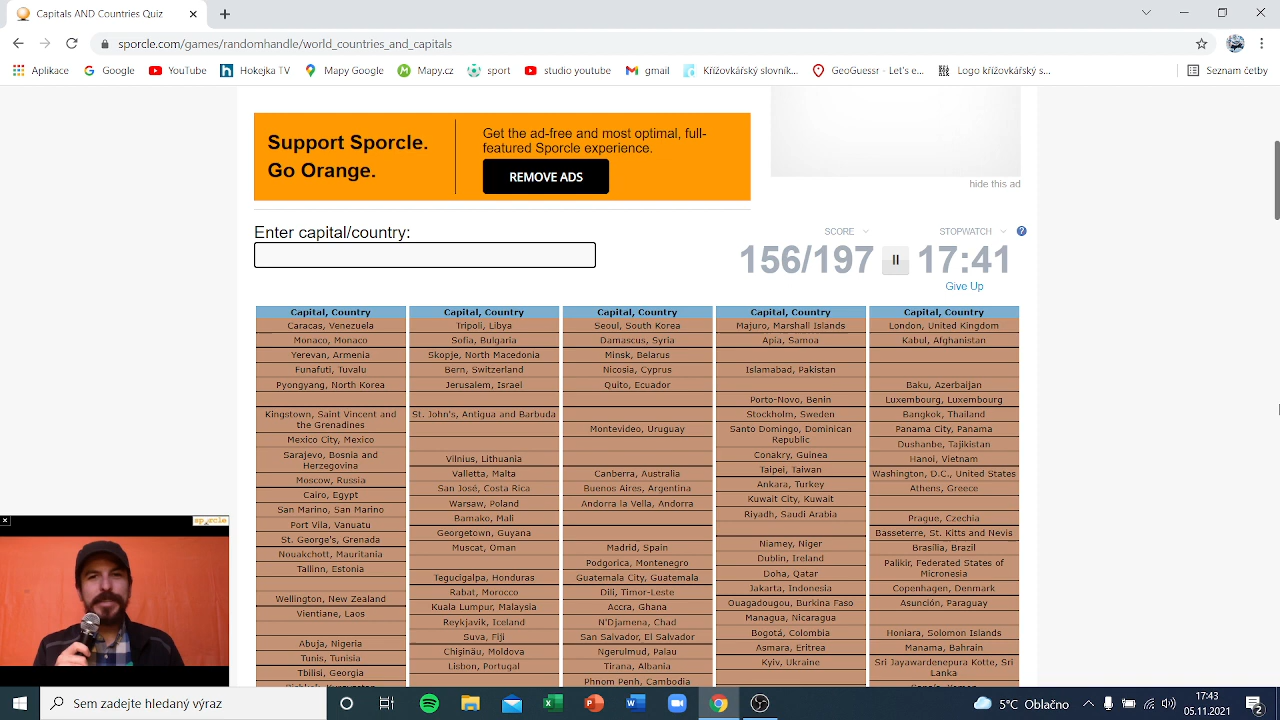 Capitals AND Countries Quiz
sporcle.com/games/random/and_countries_and_capitals
Aplikace
Google
YouTube
Hokejka TV
Mapy Google
Mapy.cz
sport
studio youtube
gmail
Křížovkářský slovník...
GeoGuessr - Let's e...
Logo křížovkářský s...
Seznam četby
Support Sporcle.
Go Orange.
Get the ad-free and most optimal, full-
featured Sporcle experience.
REMOVE ADS
hide this ad
Enter capital/country:
SCORE
STOPWATCH
156/197
17:41
Give Up
Capital, Country
Caracas, Venezuela
Monaco, Monaco
Yerevan, Armenia
Funafuti, Tuvalu
Pyongyang, North Korea
Kingstown, Saint Vincent and
the Grenadines
Mexico City, Mexico
Sarajevo, Bosnia and
Herzegovina
Moscow, Russia
Cairo, Egypt
San Marino, San Marino
Port Vila, Vanuatu
St. George's, Grenada
Nouakchott, Mauritania
Tallinn, Estonia
Wellington, New Zealand
Vientiane, Laos
Abuja, Nigeria
Tunis, Tunisia
Tbilisi, Georgia
Capital, Country
Tripoli, Libya
Sofia, Bulgaria
Skopje, North Macedonia
Bern, Switzerland
Jerusalem, Israel
St. John's, Antigua and Barbuda
Vilnius, Lithuania
Valletta, Malta
San José, Costa Rica
Warsaw, Poland
Bamako, Mali
Georgetown, Guyana
Muscat, Oman
Tegucigalpa, Honduras
Rabat, Morocco
Kuala Lumpur, Malaysia
Reykjavik, Iceland
Suva, Fiji
Chişinău, Moldova
Lisbon, Portugal
Capital, Country
Seoul, South Korea
Damascus, Syria
Minsk, Belarus
Nicosia, Cyprus
Quito, Ecuador
Montevideo, Uruguay
Canberra, Australia
Buenos Aires, Argentina
Andorra la Vella, Andorra
Madrid, Spain
Podgorica, Montenegro
Guatemala City, Guatemala
Dili, Timor-Leste
Accra, Ghana
N'Djamena, Chad
San Salvador, El Salvador
Ngerulmud, Palau
Tirana, Albania
Phnom Penh, Cambodia
Capital, Country
Majuro, Marshall Islands
Apia, Samoa
Islamabad, Pakistan
Porto-Novo, Benin
Stockholm, Sweden
Santo Domingo, Dominican
Republic
Conakry, Guinea
Taipei, Taiwan
Ankara, Turkey
Kuwait City, Kuwait
Riyadh, Saudi Arabia
Niamey, Niger
Dublin, Ireland
Doha, Qatar
Jakarta, Indonesia
Ouagadougou, Burkina Faso
Managua, Nicaragua
Bogotá, Colombia
Asmara, Eritrea
Kyiv, Ukraine
Capital, Country
London, United Kingdom
Kabul, Afghanistan
Baku, Azerbaijan
Luxembourg, Luxembourg
Bangkok, Thailand
Panama City, Panama
Dushanbe, Tajikistan
Hanoi, Vietnam
Washington, D.C., United States
Athens, Greece
Prague, Czechia
Basseterre, St. Kitts and Nevis
Brasília, Brazil
Palikir, Federated States of
Micronesia
Copenhagen, Denmark
Asunción, Paraguay
Honiara, Solomon Islands
Manama, Bahrain
Sri Jayawardenepura Kotte, Sri
Lanka
sporcle
Sem zadejte hledaný výraz
17:43
05.11.2021